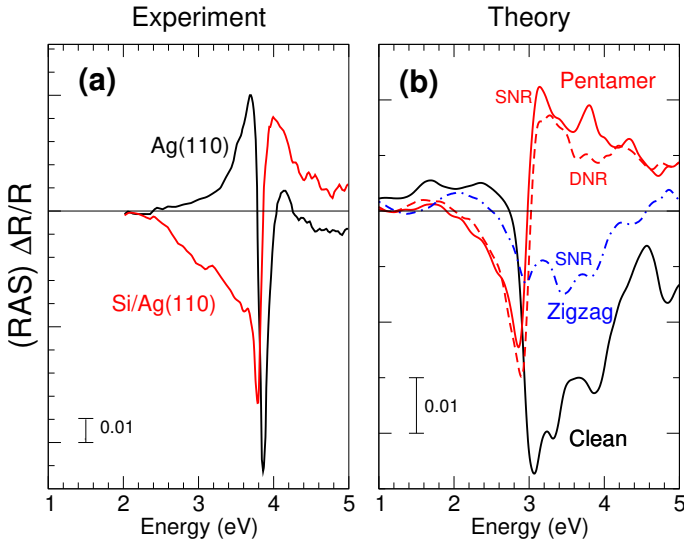 Experiment
Theory
(a)
Ag(110)
Si/Ag(110)
0.01
(RAS) ΔR/R
1 2 3 4 5
Energy (eV)
(b)
SNR
Pentamer
DNR
SNR
Zigzag
0.01
Clean
1 2 3 4 5
Energy (eV)